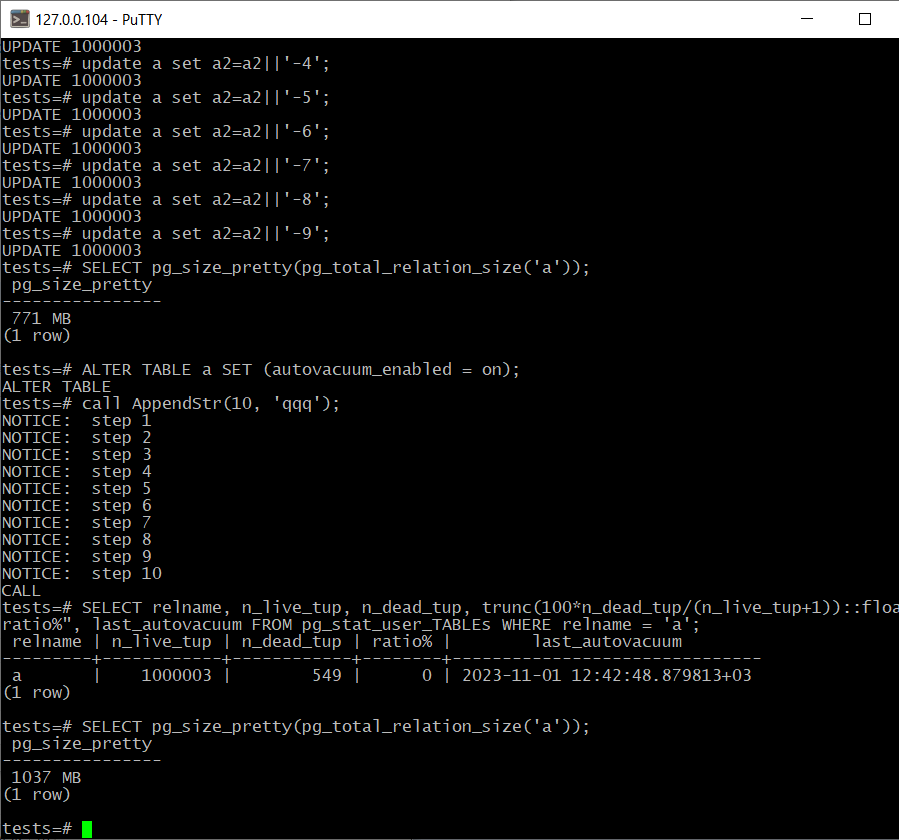 127.0.0.104 - PuTTY
UPDATE 1000003
tests=# update a set a2=a2||'-4';
UPDATE 1000003
tests=# update a set a2=a2||'-5';
UPDATE 1000003
tests=# update a set a2=a2||'-6';
UPDATE 1000003
tests=# update a set a2=a2||'-7';
UPDATE 1000003
tests=# update a set a2=a2||'-8';
UPDATE 1000003
tests=# update a set a2=a2||'-9';
UPDATE 1000003
tests=# SELECT pg_size_pretty(pg_total_relation_size('a'));
 pg_size_pretty
----------------
 771 MB
(1 row)
tests=# ALTER TABLE a SET (autovacuum_enabled = on);
ALTER TABLE
tests=# call AppendStr(10, 'qqq');
NOTICE:  step 1
NOTICE:  step 2
NOTICE:  step 3
NOTICE:  step 4
NOTICE:  step 5
NOTICE:  step 6
NOTICE:  step 7
NOTICE:  step 8
NOTICE:  step 9
NOTICE:  step 10
CALL
tests=# SELECT relname, n_live_tup, n_dead_tup, trunc(100*n_dead_tup/(n_live_tup+1))::floa
ratio%", last_autovacuum FROM pg_stat_user_TABLEs WHERE relname = 'a';
 relname | n_live_tup | n_dead_tup | ratio% |        last_autovacuum
---------+------------+------------+--------+-------------------------------
 a       |    1000003 |        549 |      0 | 2023-11-01 12:42:48.879813+03
(1 row)
tests=# SELECT pg_size_pretty(pg_total_relation_size('a'));
 pg_size_pretty
----------------
 1037 MB
(1 row)
tests=#